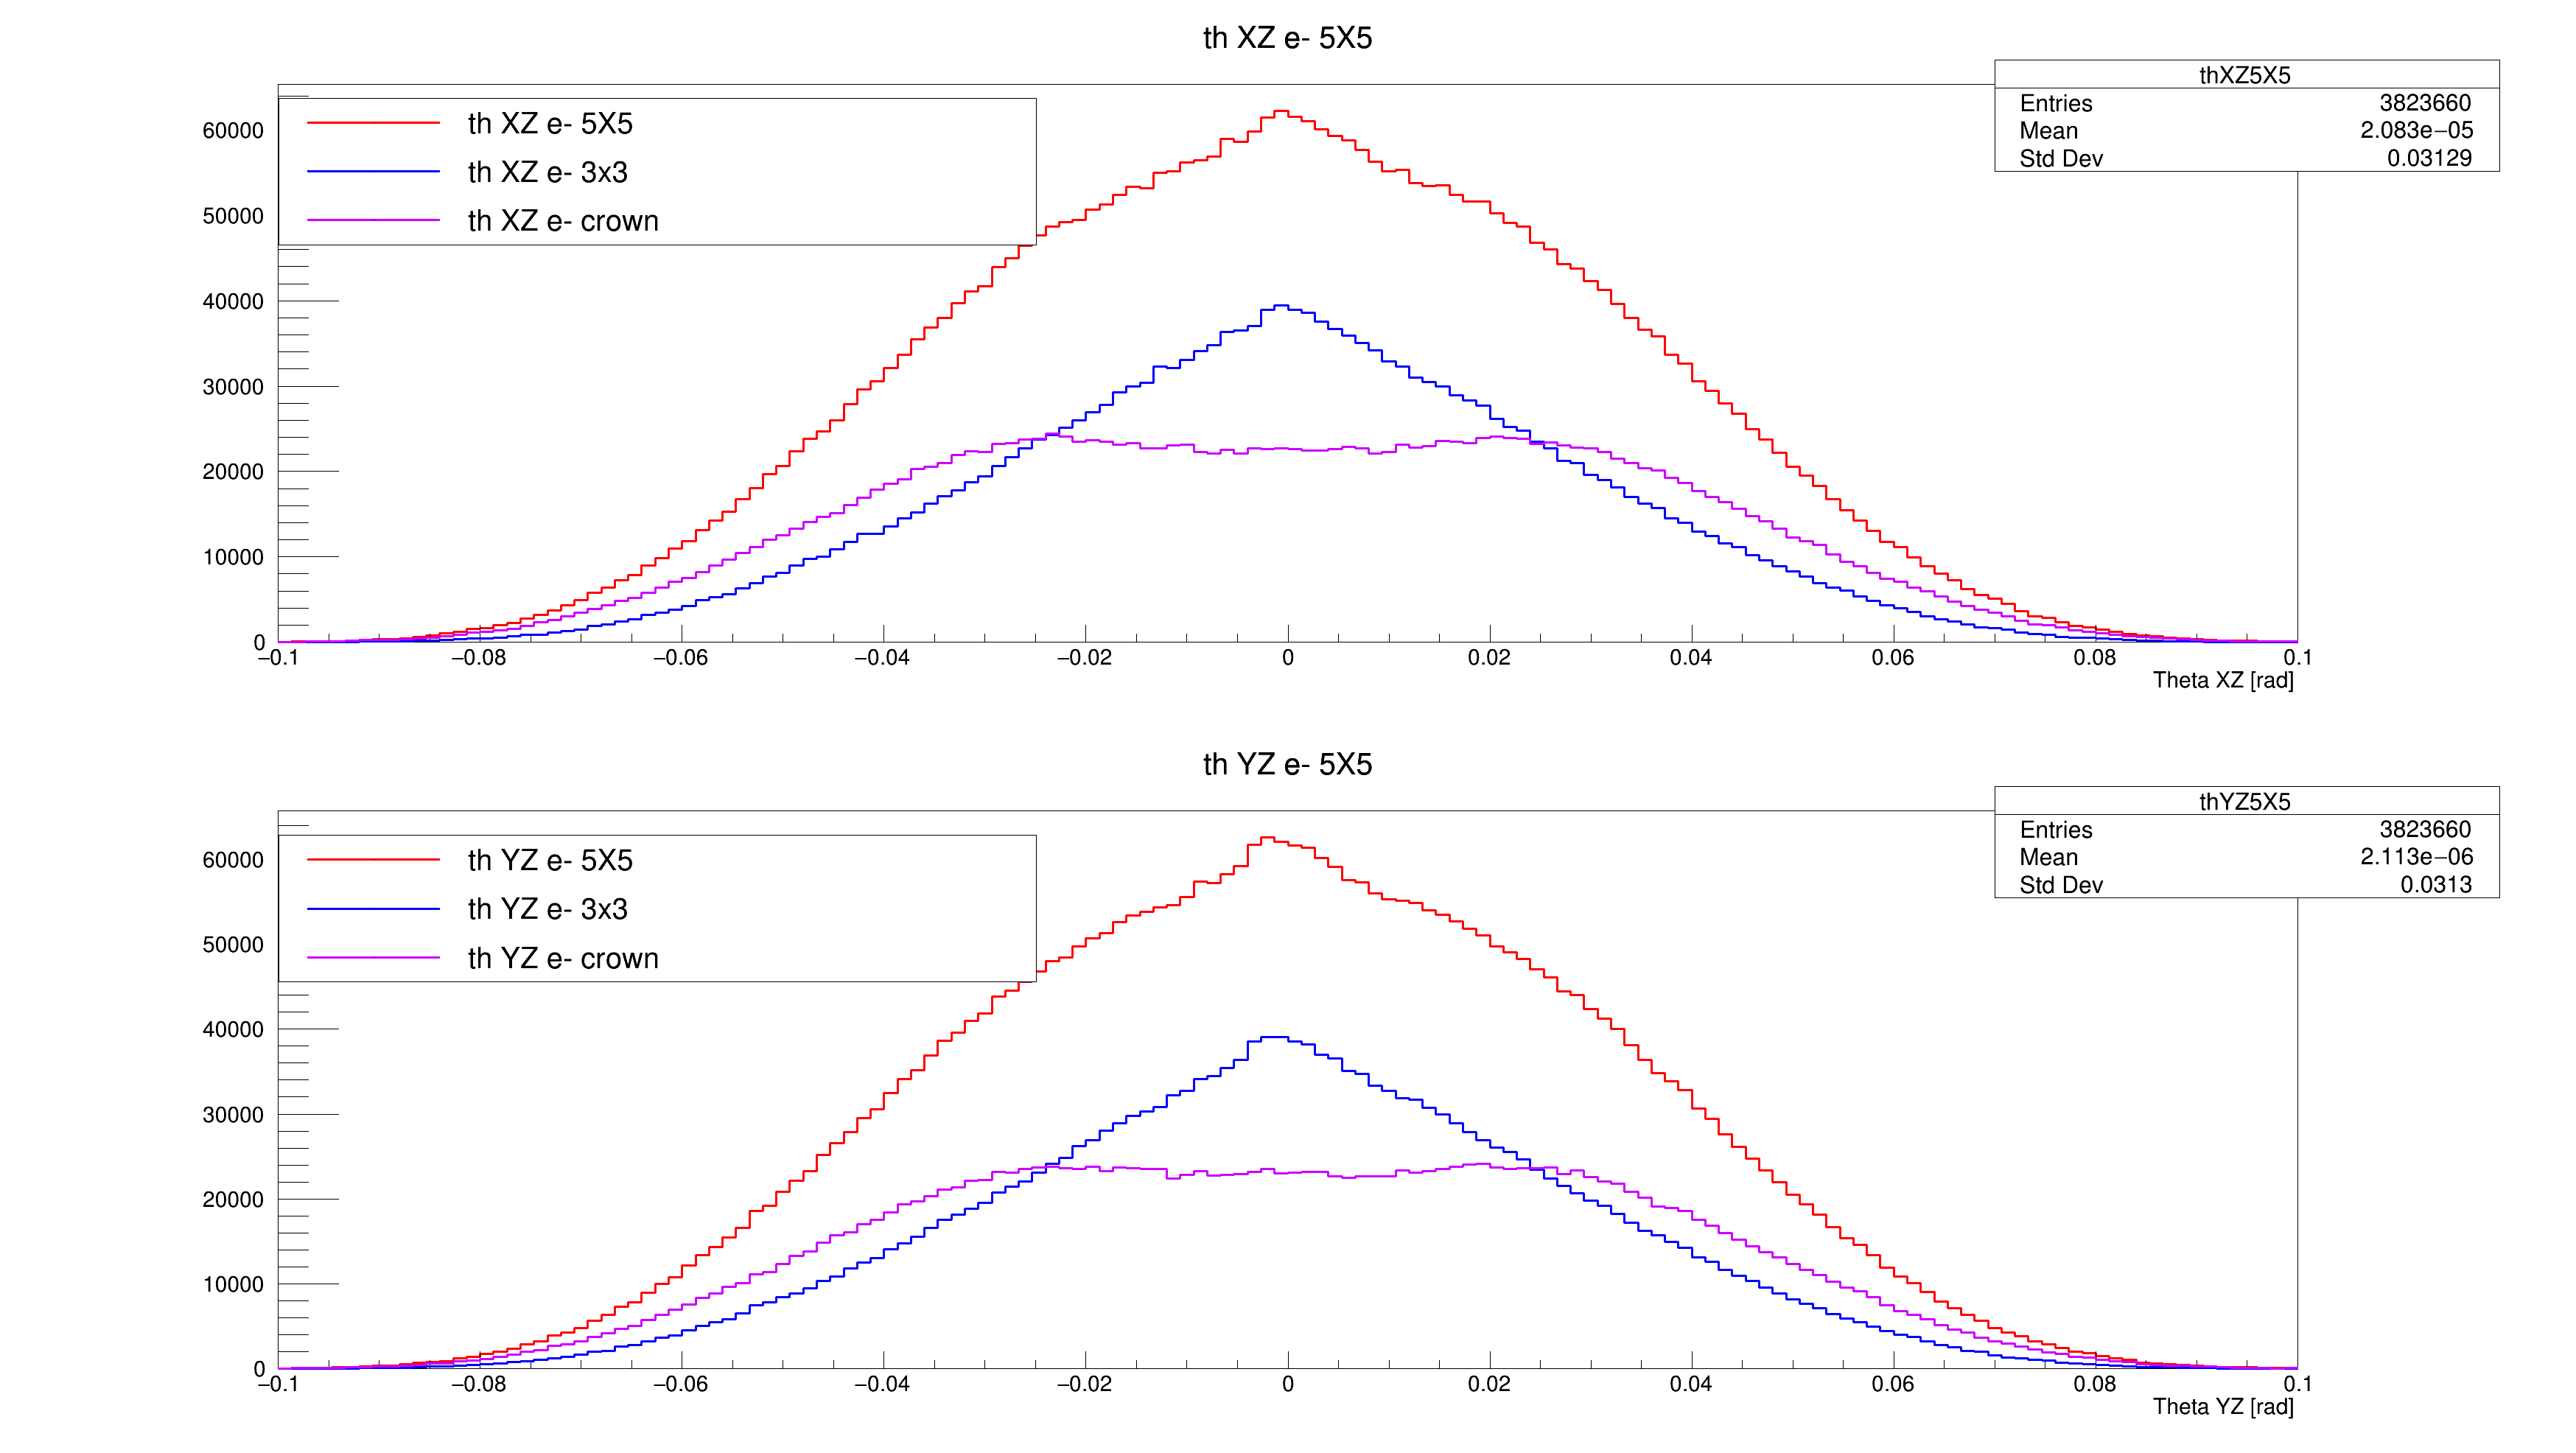 th XZ e- 5X5
thXZ5X5
Entries 3823660
Mean 2.083e−05
Std Dev 0.03129
th XZ e- 5X5
th XZ e- 3x3
th XZ e- crown
60000
50000
40000
30000
20000
10000
0
−0.1 −0.08 −0.06 −0.04 −0.02 0 0.02 0.04 0.06 0.08 0.1
Theta XZ [rad]
th YZ e- 5X5
thYZ5X5
Entries 3823660
Mean 2.113e−06
Std Dev 0.0313
th YZ e- 5X5
th YZ e- 3x3
th YZ e- crown
60000
50000
40000
30000
20000
10000
0
−0.1 −0.08 −0.06 −0.04 −0.02 0 0.02 0.04 0.06 0.08 0.1
Theta YZ [rad]